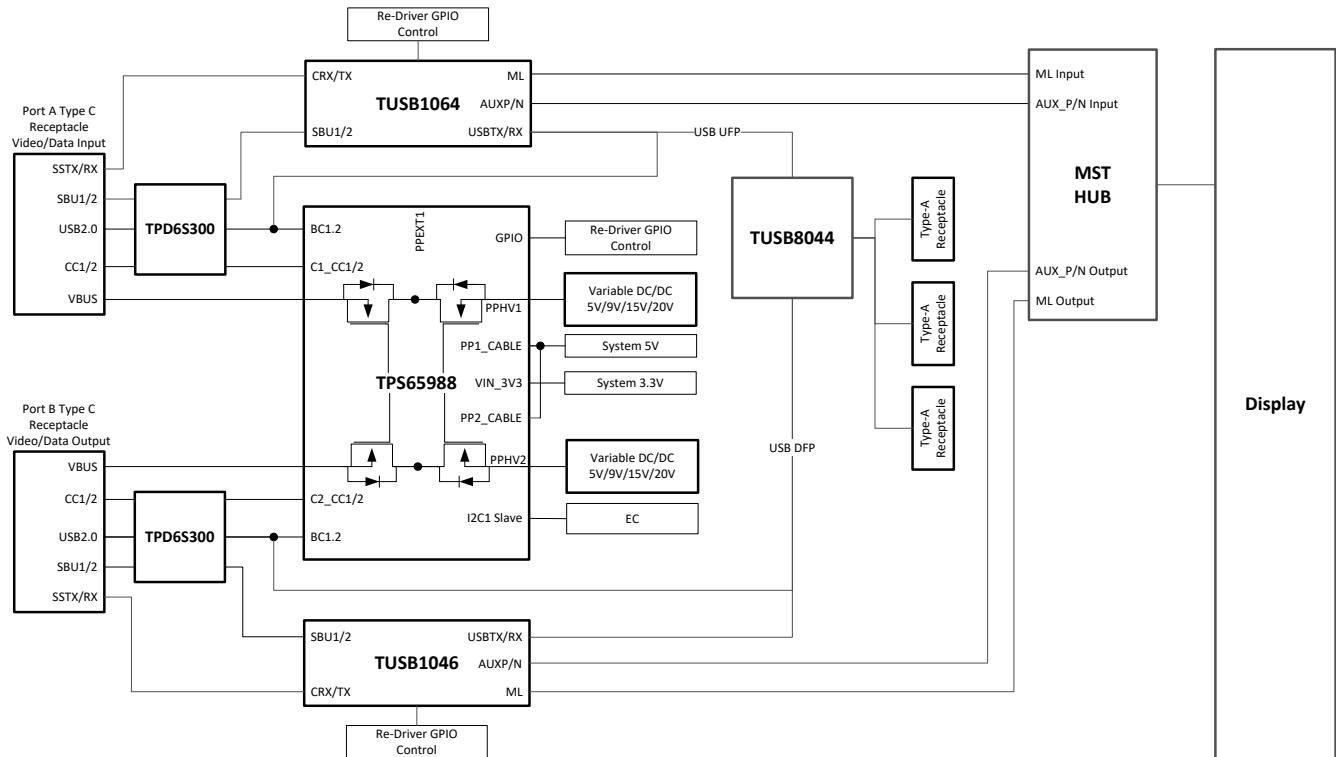 Re-Driver GPIO
Control
CRX/TX
ML
TUSB1064
AUXP/N
SBU1/2
USBTX/RX
USB UFP
ML Input
AUX_P/N Input
MST
HUB
AUX_P/N Output
ML Output
Display
Port A Type C
Receptacle
Video/Data Input
SSTX/RX
SBU1/2
USB2.0
CC1/2
VBUS
TPD6S300
BC1.2
C1_CC1/2
PPEXT1
GPIO
Re-Driver GPIO
Control
PPHV1
Variable DC/DC
5V/9V/15V/20V
PP1_CABLE
System 5V
TPS65988
VIN_3V3
System 3.3V
PP2_CABLE
PPHV2
Variable DC/DC
5V/9V/15V/20V
C2_CC1/2
I2C1 Slave
EC
BC1.2
TUSB8044
Type-A
Receptacle
Type-A
Receptacle
Type-A
Receptacle
USB DFP
Port B Type C
Receptacle
Video/Data Output
VBUS
CC1/2
USB2.0
SBU1/2
SSTX/RX
TPD6S300
SBU1/2
USBTX/RX
TUSB1046
AUXP/N
CRX/TX
ML
Re-Driver GPIO
Control